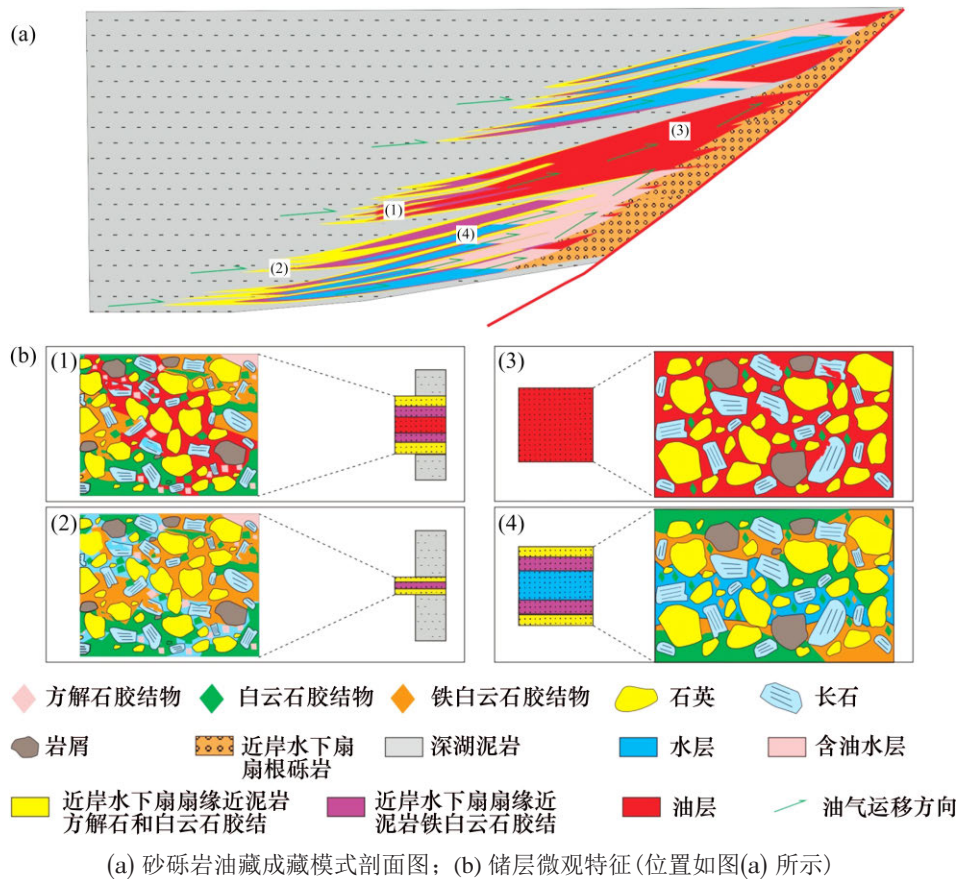 (a)
(3)
(1)
(4)
(2)
(b)
(1)
(3)
(2)
(4)
方解石胶结物
白云石胶结物
铁白云石胶结物
石英
长石
岩屑
近岸水下扇
扇根砾岩
深湖泥岩
水层
含油水层
近岸水下扇扇缘近泥岩
方解石和白云石胶结
近岸水下扇扇缘近
泥岩铁白云石胶结
油层
油气运移方向
(a) 砂砾岩油藏成藏模式剖面图；(b) 储层微观特征(位置如图(a) 所示)